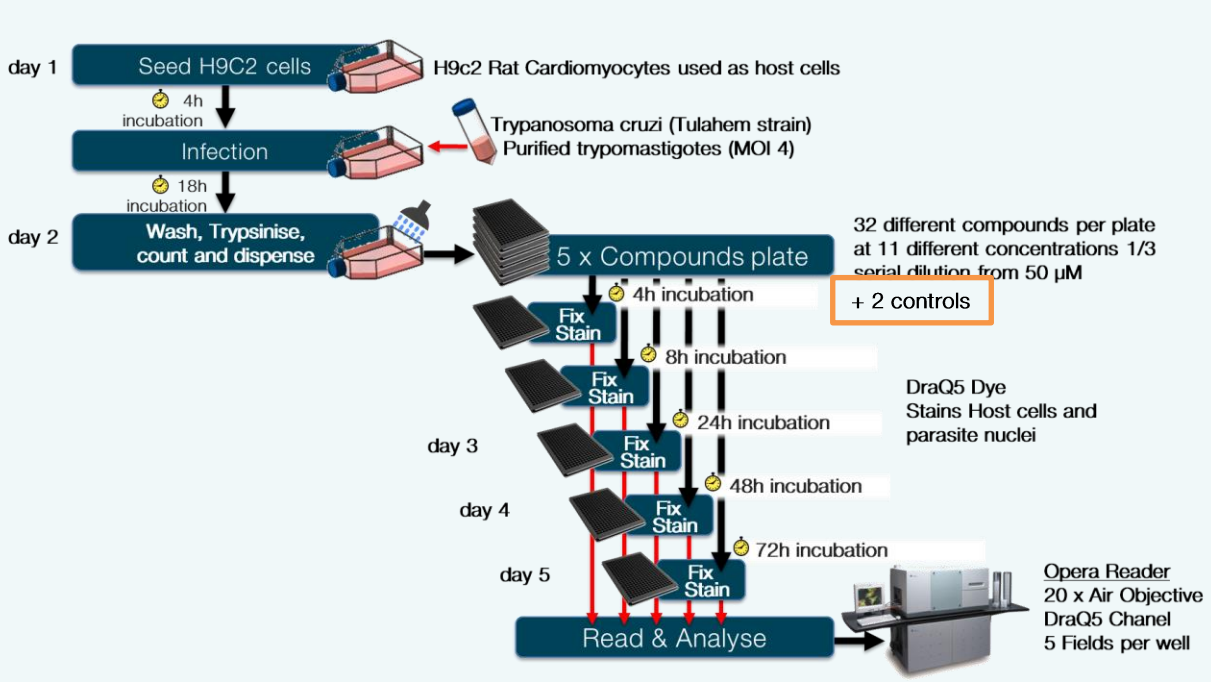 day 1
Seed H9C2 cells
H9c2 Rat Cardiomyocytes used as host cells
4h
incubation
Trypanosoma cruzi (Tulahem strain)
Purified trypomastigotes (MOI 4)
Infection
18h
incubation
day 2
Wash, Trypsinise,
count and dispense
5 x Compounds plate
32 different compounds per plate
at 11 different concentrations 1/3
serial dilution from 50 µM
+ 2 controls
4h incubation
Fix
Stain
8h incubation
Fix
Stain
DraQ5 Dye
Stains Host cells and
parasite nuclei
24h incubation
day 3
Fix
Stain
48h incubation
day 4
Fix
Stain
72h incubation
day 5
Fix
Stain
Opera Reader
20 x Air Objective
DraQ5 Chanel
5 Fields per well
Read & Analyse